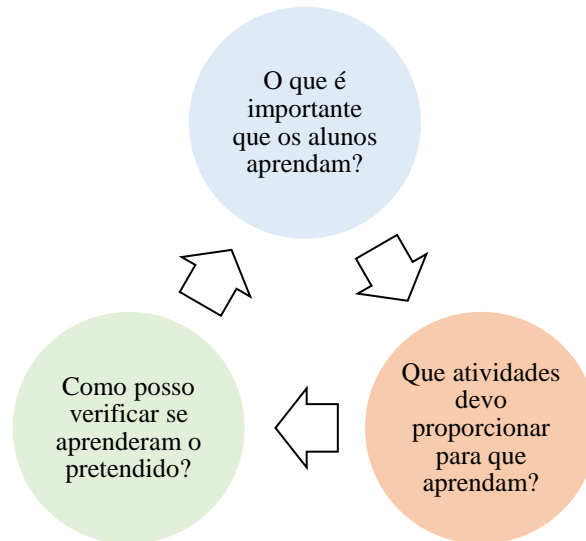 O que é
importante
que os alunos
aprendam?
Que atividades
devo
proporcionar
para que
aprendam?
Como posso
verificar se
aprenderam o
pretendido?